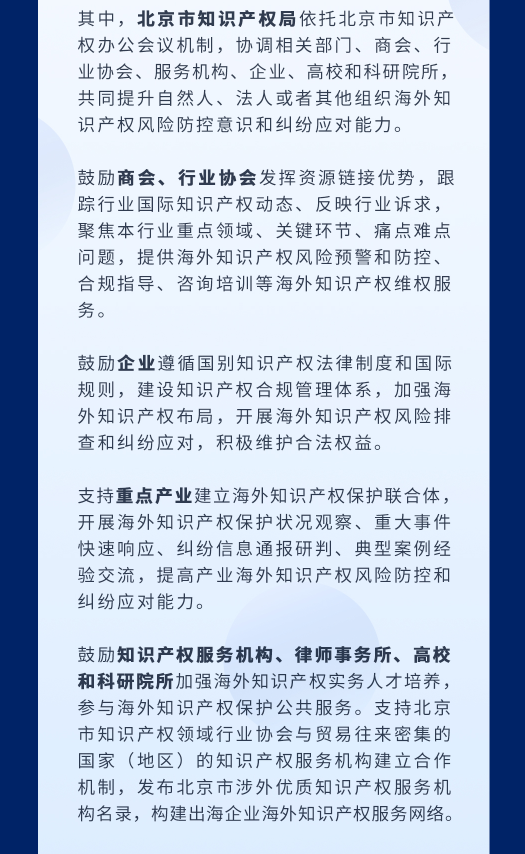 其中，北京市知识产权局依托北京市知识产
权办公会议机制，协调相关部门、商会、行
业协会、服务机构、企业、高校和科研院所，
共同提升自然人、法人或者其他组织海外知
识产权风险防控意识和纠纷应对能力。
鼓励商会、行业协会发挥资源链接优势，跟
踪行业国际知识产权动态、反映行业诉求，
聚焦本行业重点领域、关键环节、痛点难点
问题，提供海外知识产权风险预警和防控、
合规指导、咨询培训等海外知识产权维权服
务。
鼓励企业遵循国别知识产权法律制度和国际
规则，建设知识产权合规管理体系，加强海
外知识产权布局，开展海外知识产权风险排
查和纠纷应对，积极维护合法权益。
支持重点产业建立海外知识产权保护联合体，
开展海外知识产权保护状况观察、重大事件
快速响应、纠纷信息通报研判、典型案例经
验交流，提高产业海外知识产权风险防控和
纠纷应对能力。
鼓励知识产权服务机构、律师事务所、高校
和科研院所加强海外知识产权实务人才培养，
参与海外知识产权保护公共服务。支持北京
市知识产权领域行业协会与贸易往来密集的
国家（地区）的知识产权服务机构建立合作
机制，发布北京市涉外优质知识产权服务机
构名录，构建出海企业海外知识产权服务网络。